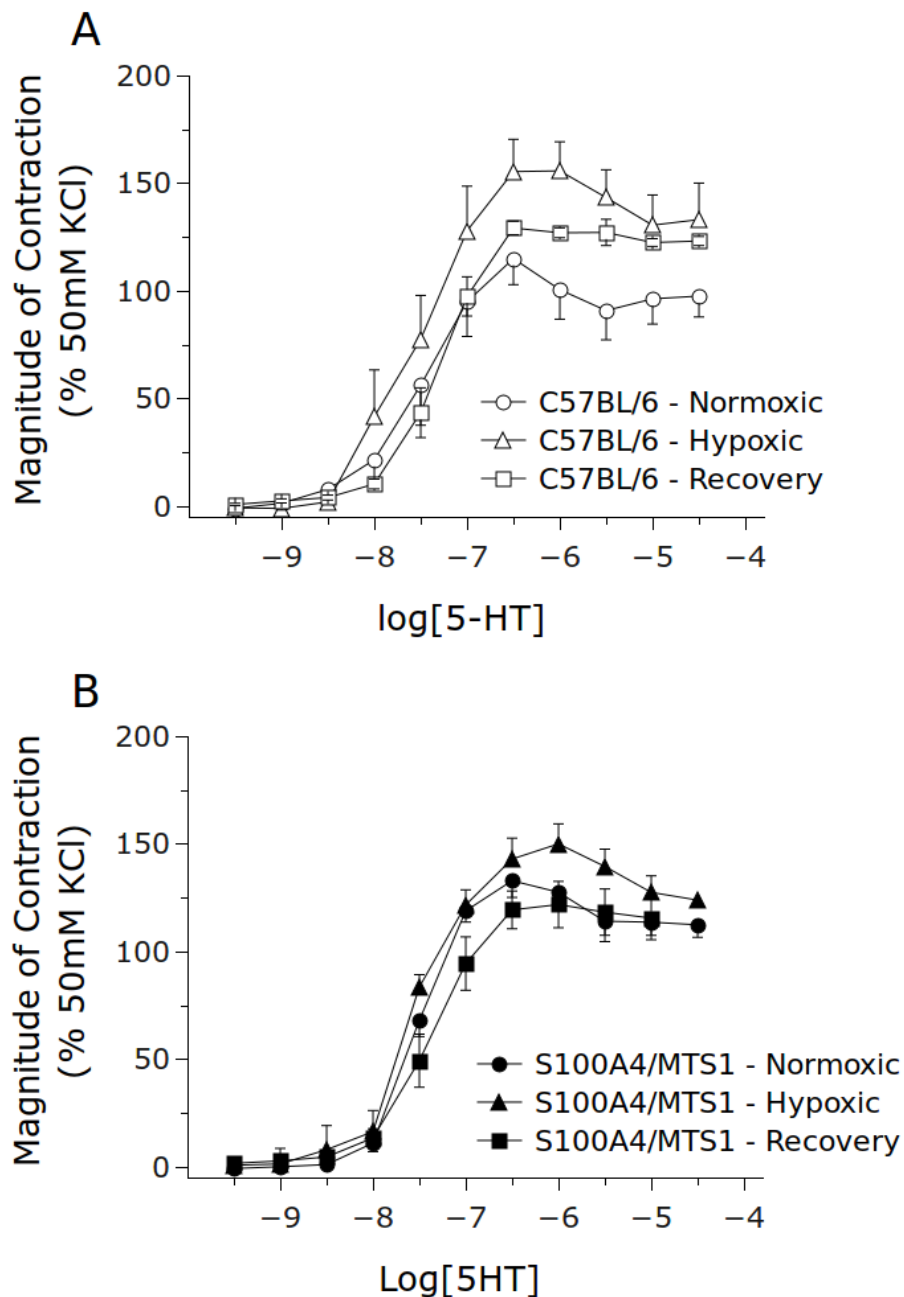 A
Magnitude of Contraction
(% 50mM KCl)
200
150
100
50
0
C57BL/6 - Normoxic
C57BL/6 - Hypoxic
C57BL/6 - Recovery
−9 −8 −7 −6 −5 −4
log[5-HT]
B
Magnitude of Contraction
(% 50mM KCl)
200
150
100
50
0
S100A4/MTS1 - Normoxic
S100A4/MTS1 - Hypoxic
S100A4/MTS1 - Recovery
−9 −8 −7 −6 −5 −4
Log[5HT]